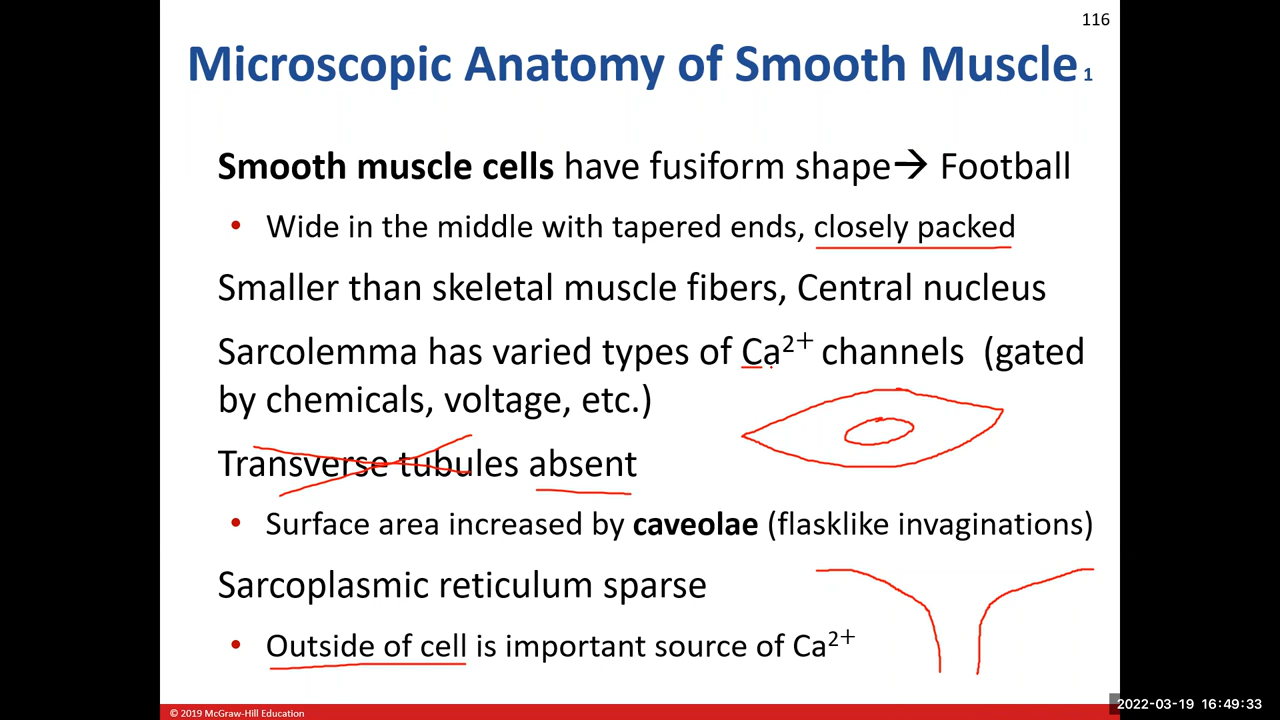 116
Microscopic Anatomy of Smooth Muscle 1
Smooth muscle cells have fusiform shape→ Football
• Wide in the middle with tapered ends, closely packed
Smaller than skeletal muscle fibers, Central nucleus
Sarcolemma has varied types of Ca²⁺ channels (gated
by chemicals, voltage, etc.)
Transverse tubules absent
• Surface area increased by caveolae (flasklike invaginations)
Sarcoplasmic reticulum sparse
• Outside of cell is important source of Ca²⁺
© 2019 McGraw-Hill Education
2022-03-19 16:49:33